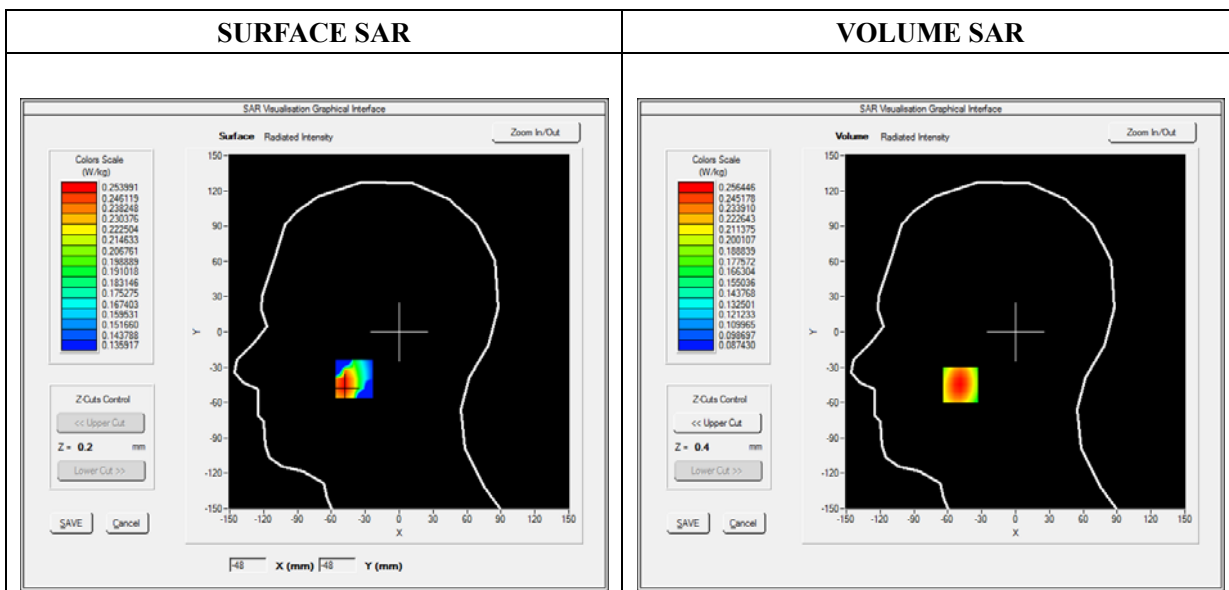 SURFACE SAR
VOLUME SAR
SAR Visualisation Graphical Interface
Surface Radiated Intensity
Zoom In/Out
Colors Scale
(W/kg)
0.253991
0.246119
0.238248
0.230376
0.222504
0.214633
0.206761
0.198889
0.191018
0.183146
0.175275
0.167403
0.159531
0.151660
0.143788
0.135917
Z-Cuts Control
<< Upper Cut
Z = 0.2 mm
Lower Cut >>
SAVE Cancel
150
120
90
60
30
Y 0
-30
-60
-90
-120
-150
-150 -120 -90 -60 -30 0 30 60 90 120 150
X
-48 X (mm) -48 Y (mm)
SAR Visualisation Graphical Interface
Volume Radiated Intensity
Zoom In/Out
Colors Scale
(W/kg)
0.256446
0.245178
0.233910
0.222643
0.211375
0.200107
0.188839
0.177572
0.166304
0.155036
0.143768
0.132501
0.121233
0.109965
0.098697
0.087430
Z-Cuts Control
<< Upper Cut
Z = 0.4 mm
Lower Cut >>
SAVE Cancel
150
120
90
60
30
Y 0
-30
-60
-90
-120
-150
-150 -120 -90 -60 -30 0 30 60 90 120 150
X